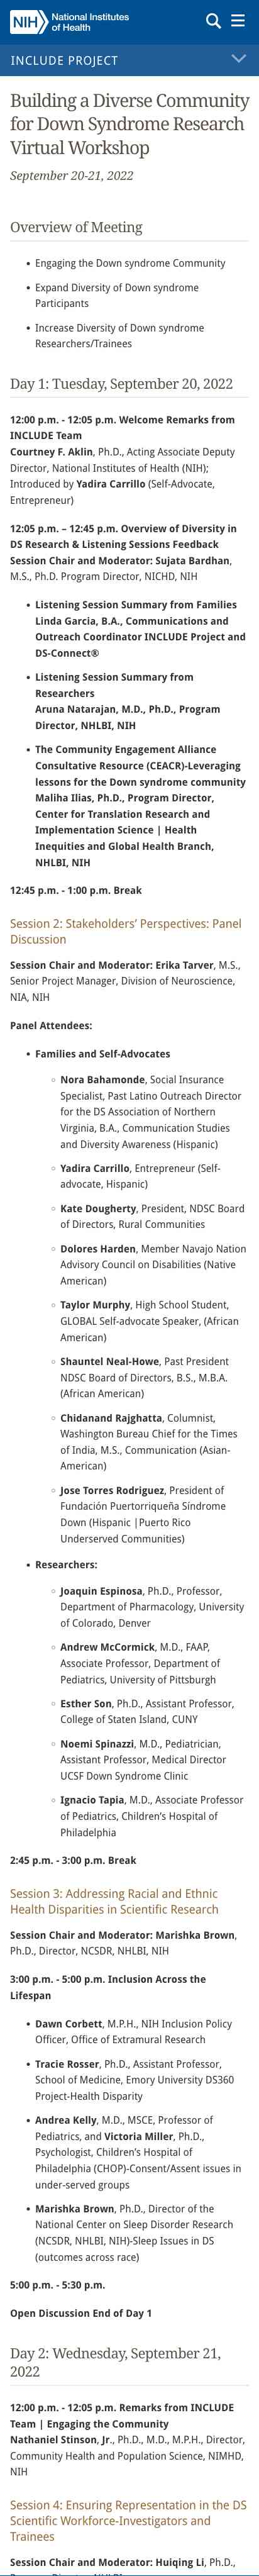 NIH
National Institutes
of Health
INCLUDE PROJECT
Building a Diverse Community
for Down Syndrome Research
Virtual Workshop
September 20-21, 2022
Overview of Meeting
• Engaging the Down syndrome Community
• Expand Diversity of Down syndrome
Participants
• Increase Diversity of Down syndrome
Researchers/Trainees
Day 1: Tuesday, September 20, 2022
12:00 p.m. - 12:05 p.m. Welcome Remarks from
INCLUDE Team
Courtney F. Aklin, Ph.D., Acting Associate Deputy
Director, National Institutes of Health (NIH);
Introduced by Yadira Carrillo (Self-Advocate,
Entrepreneur)
12:05 p.m. – 12:45 p.m. Overview of Diversity in
DS Research & Listening Sessions Feedback
Session Chair and Moderator: Sujata Bardhan,
M.S., Ph.D. Program Director, NICHD, NIH
• Listening Session Summary from Families
Linda Garcia, B.A., Communications and
Outreach Coordinator INCLUDE Project and
DS-Connect®
• Listening Session Summary from
Researchers
Aruna Natarajan, M.D., Ph.D., Program
Director, NHLBI, NIH
• The Community Engagement Alliance
Consultative Resource (CEACR)-Leveraging
lessons for the Down syndrome community
Maliha Ilias, Ph.D., Program Director,
Center for Translation Research and
Implementation Science | Health
Inequities and Global Health Branch,
NHLBI, NIH
12:45 p.m. - 1:00 p.m. Break
Session 2: Stakeholders’ Perspectives: Panel
Discussion
Session Chair and Moderator: Erika Tarver, M.S.,
Senior Project Manager, Division of Neuroscience,
NIA, NIH
Panel Attendees:
• Families and Self-Advocates
◦ Nora Bahamonde, Social Insurance
Specialist, Past Latino Outreach Director
for the DS Association of Northern
Virginia, B.A., Communication Studies
and Diversity Awareness (Hispanic)
◦ Yadira Carrillo, Entrepreneur (Self-
advocate, Hispanic)
◦ Kate Dougherty, President, NDSC Board
of Directors, Rural Communities
◦ Dolores Harden, Member Navajo Nation
Advisory Council on Disabilities (Native
American)
◦ Taylor Murphy, High School Student,
GLOBAL Self-advocate Speaker, (African
American)
◦ Shauntel Neal-Howe, Past President
NDSC Board of Directors, B.S., M.B.A.
(African American)
◦ Chidanand Rajghatta, Columnist,
Washington Bureau Chief for the Times
of India, M.S., Communication (Asian-
American)
◦ Jose Torres Rodriguez, President of
Fundación Puertorriqueña Síndrome
Down (Hispanic |Puerto Rico
Underserved Communities)
• Researchers:
◦ Joaquin Espinosa, Ph.D., Professor,
Department of Pharmacology, University
of Colorado, Denver
◦ Andrew McCormick, M.D., FAAP,
Associate Professor, Department of
Pediatrics, University of Pittsburgh
◦ Esther Son, Ph.D., Assistant Professor,
College of Staten Island, CUNY
◦ Noemi Spinazzi, M.D., Pediatrician,
Assistant Professor, Medical Director
UCSF Down Syndrome Clinic
◦ Ignacio Tapia, M.D., Associate Professor
of Pediatrics, Children’s Hospital of
Philadelphia
2:45 p.m. - 3:00 p.m. Break
Session 3: Addressing Racial and Ethnic
Health Disparities in Scientific Research
Session Chair and Moderator: Marishka Brown,
Ph.D., Director, NCSDR, NHLBI, NIH
3:00 p.m. - 5:00 p.m. Inclusion Across the
Lifespan
• Dawn Corbett, M.P.H., NIH Inclusion Policy
Officer, Office of Extramural Research
• Tracie Rosser, Ph.D., Assistant Professor,
School of Medicine, Emory University DS360
Project-Health Disparity
• Andrea Kelly, M.D., MSCE, Professor of
Pediatrics, and Victoria Miller, Ph.D.,
Psychologist, Children’s Hospital of
Philadelphia (CHOP)-Consent/Assent issues in
under-served groups
• Marishka Brown, Ph.D., Director of the
National Center on Sleep Disorder Research
(NCSDR, NHLBI, NIH)-Sleep Issues in DS
(outcomes across race)
5:00 p.m. - 5:30 p.m.
Open Discussion End of Day 1
Day 2: Wednesday, September 21,
2022
12:00 p.m. - 12:05 p.m. Remarks from INCLUDE
Team | Engaging the Community
Nathaniel Stinson, Jr., Ph.D., M.D., M.P.H., Director,
Community Health and Population Science, NIMHD,
NIH
Session 4: Ensuring Representation in the DS
Scientific Workforce-Investigators and
Trainees
Session Chair and Moderator: Huiqing Li, Ph.D.,